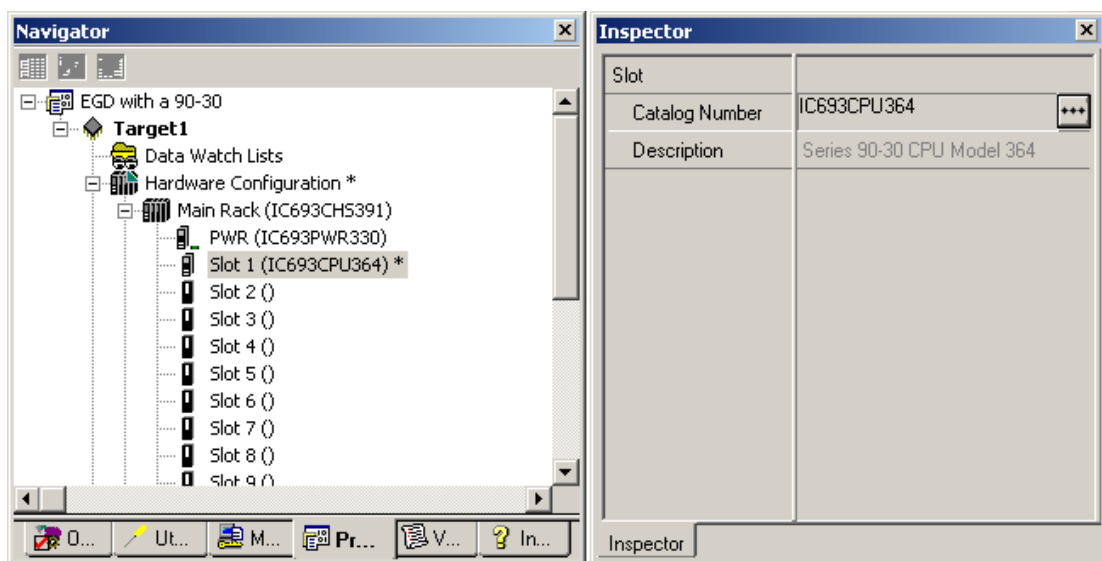 Navigator
EGD with a 90-30
Target1
Data Watch Lists
Hardware Configuration *
Main Rack (IC693CHS391)
PWR (IC693PWR330)
Slot 1 (IC693CPU364) *
Slot 2 ()
Slot 3 ()
Slot 4 ()
Slot 5 ()
Slot 6 ()
Slot 7 ()
Slot 8 ()
Slot 9 ()
O... Ut... M... Pr... V... In...
Inspector
Slot
Catalog Number IC693CPU364
Description Series 90-30 CPU Model 364
Inspector